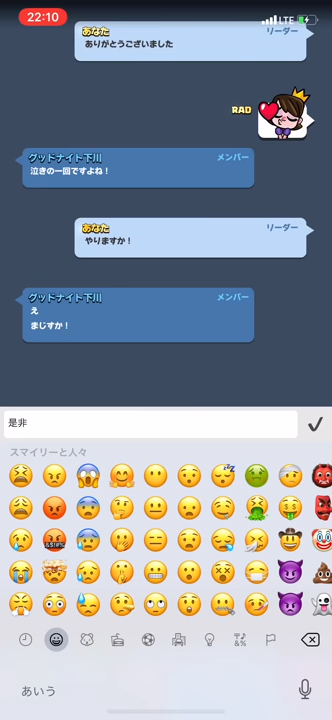 22:10
LTE
あなた
リーダー
ありがとうございました
RAD
グッドナイト下川
メンバー
泣きの一回ですよね！
あなた
リーダー
やりますか！
グッドナイト下川
メンバー
え
まじすか！
是非
スマイリーと人々
あいう